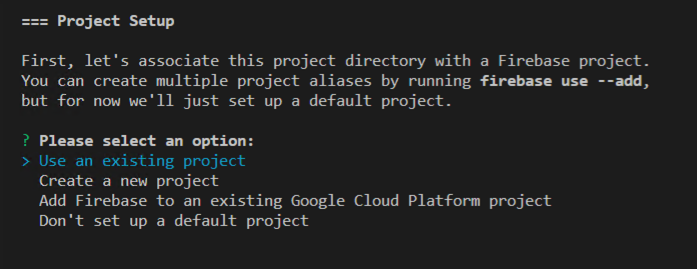 === Project Setup
First, let's associate this project directory with a Firebase project.
You can create multiple project aliases by running firebase use --add,
but for now we'll just set up a default project.
? Please select an option:
> Use an existing project
Create a new project
Add Firebase to an existing Google Cloud Platform project
Don't set up a default project